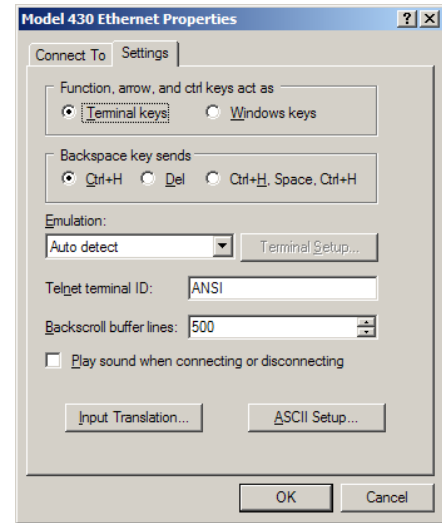 Model 430 Ethernet Properties
Connect To Settings
Function, arrow, and ctrl keys act as
Terminal keys Windows keys
Backspace key sends
Ctrl+H Del Ctrl+H, Space, Ctrl+H
Emulation:
Auto detect Terminal Setup...
Telnet terminal ID: ANSI
Backscroll buffer lines: 500
Play sound when connecting or disconnecting
Input Translation... ASCII Setup...
OK Cancel